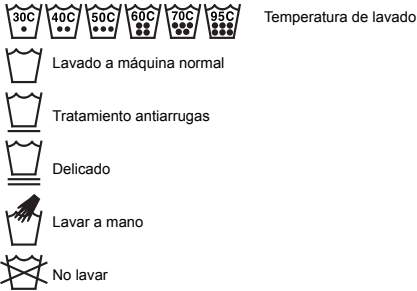 30C 40C 50C 60C 70C 95C Temperatura de lavado
Lavado a máquina normal
Tratamiento antiarrugas
Delicado
Lavar a mano
No lavar